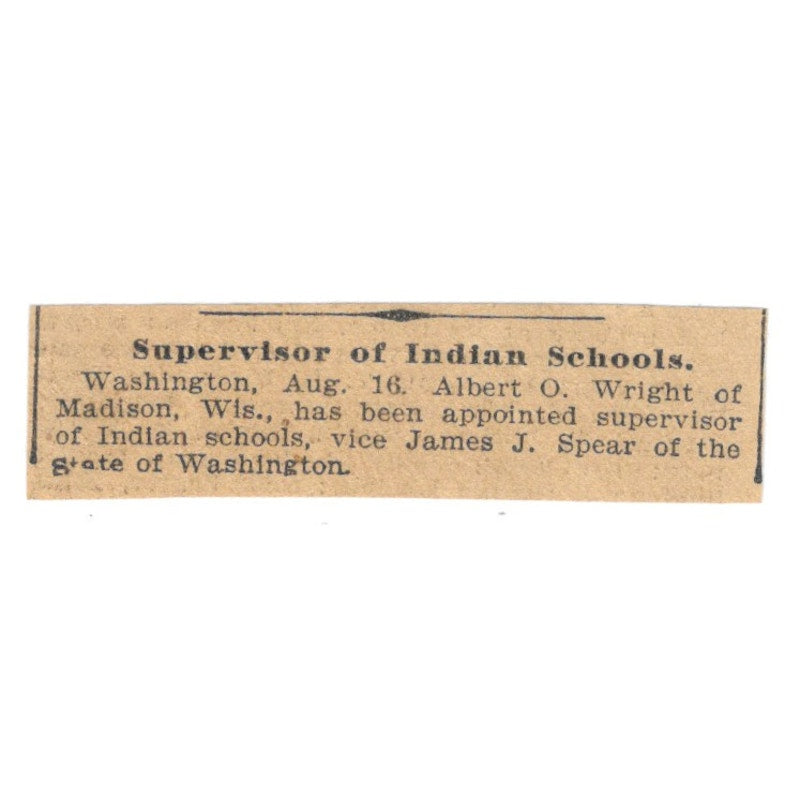 Supervisor of Indian Schools.
Washington, Aug. 16. Albert O. Wright of
Madison, Wis., has been appointed supervisor
of Indian schools, vice James J. Spear of the
state of Washington.